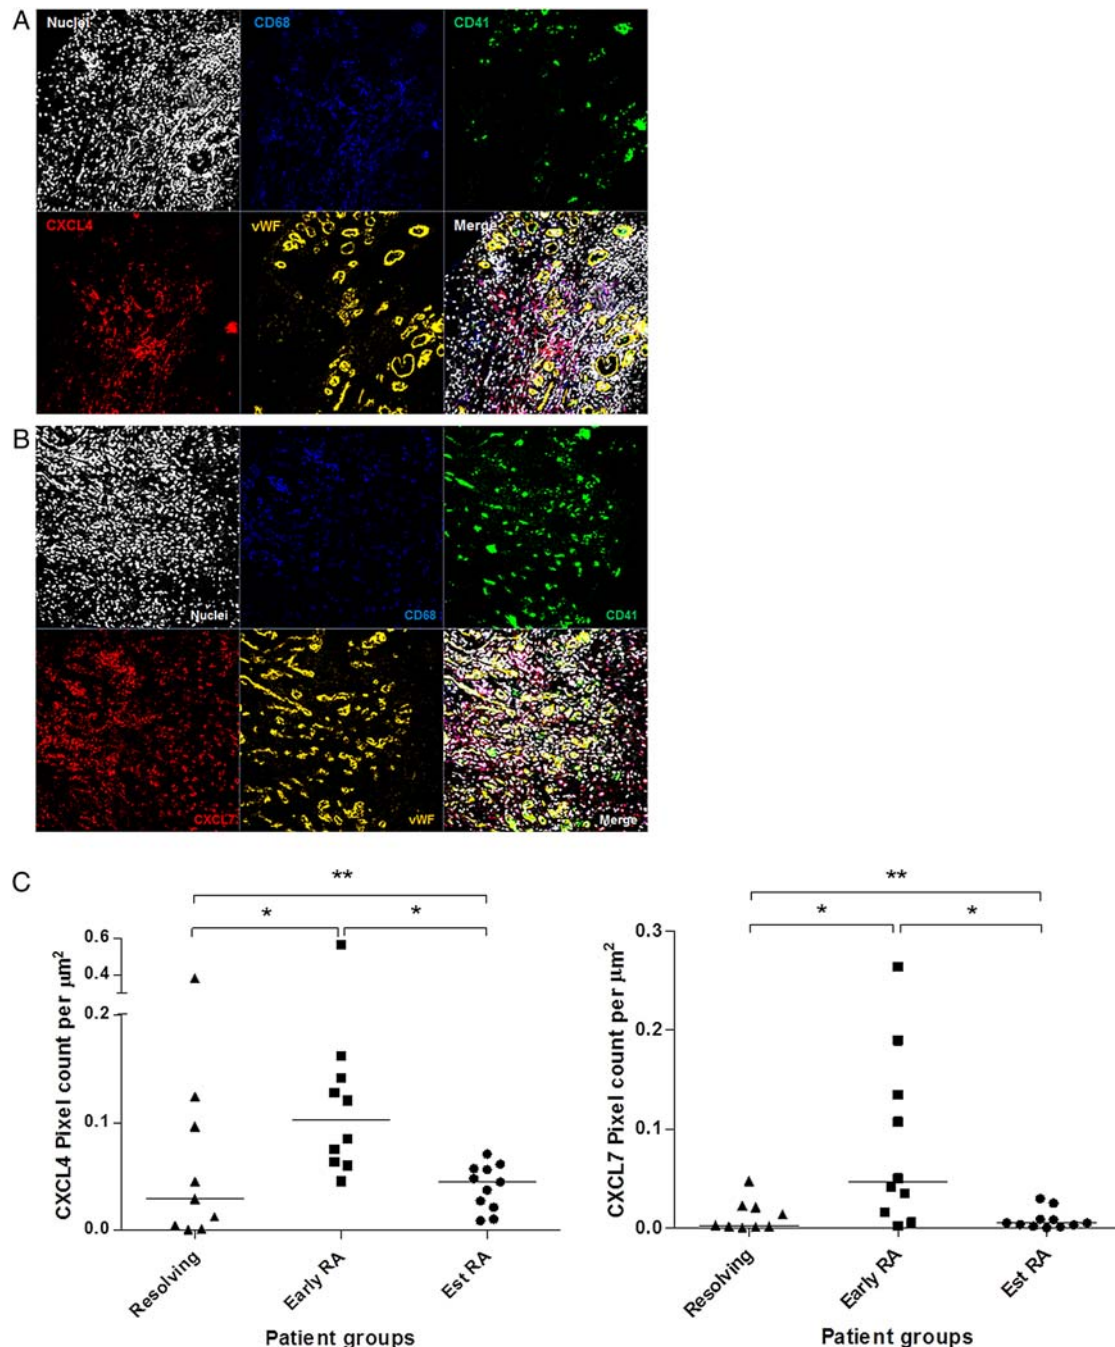 A
Nuclei
CD68
CD41
CXCL4
vWF
Merge
B
Nuclei
CD68
CD41
CXCL7
vWF
Merge
C
**
*
*
CXCL4 Pixel count per μm²
0.6
0.4
0.2
0.1
0.0
Resolving
Early RA
Est RA
Patient groups
**
*
*
CXCL7 Pixel count per μm²
0.3
0.2
0.1
0.0
Resolving
Early RA
Est RA
Patient groups